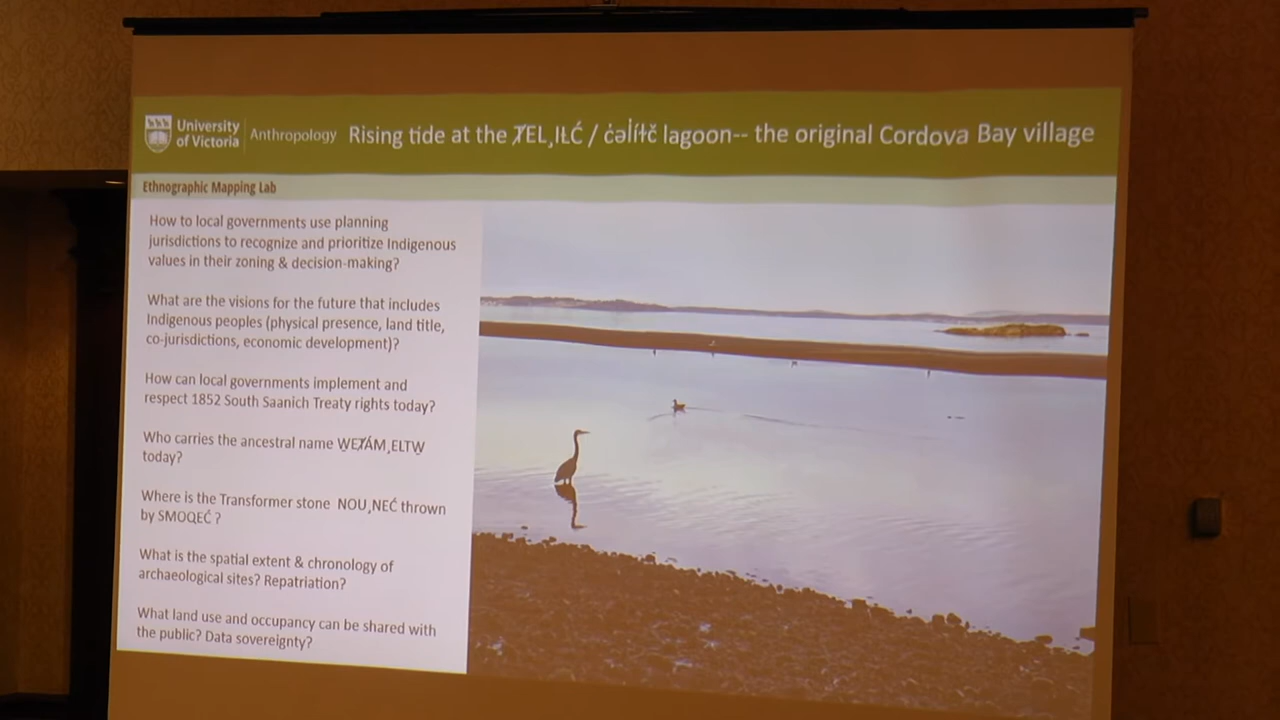 University
of Victoria
Anthropology
Rising tide at the ȾEL¸IȽĆ / c̓əl̓íɫč lagoon-- the original Cordova Bay village
Ethnographic Mapping Lab
How to local governments use planning
jurisdictions to recognize and prioritize Indigenous
values in their zoning & decision-making?
What are the visions for the future that includes
Indigenous peoples (physical presence, land title,
co-jurisdictions, economic development)?
How can local governments implement and
respect 1852 South Saanich Treaty rights today?
Who carries the ancestral name W̱EȾÁM¸ELTW̱
today?
Where is the Transformer stone NOU¸NEĆ thrown
by SMOQEĆ ?
What is the spatial extent & chronology of
archaeological sites? Repatriation?
What land use and occupancy can be shared with
the public? Data sovereignty?